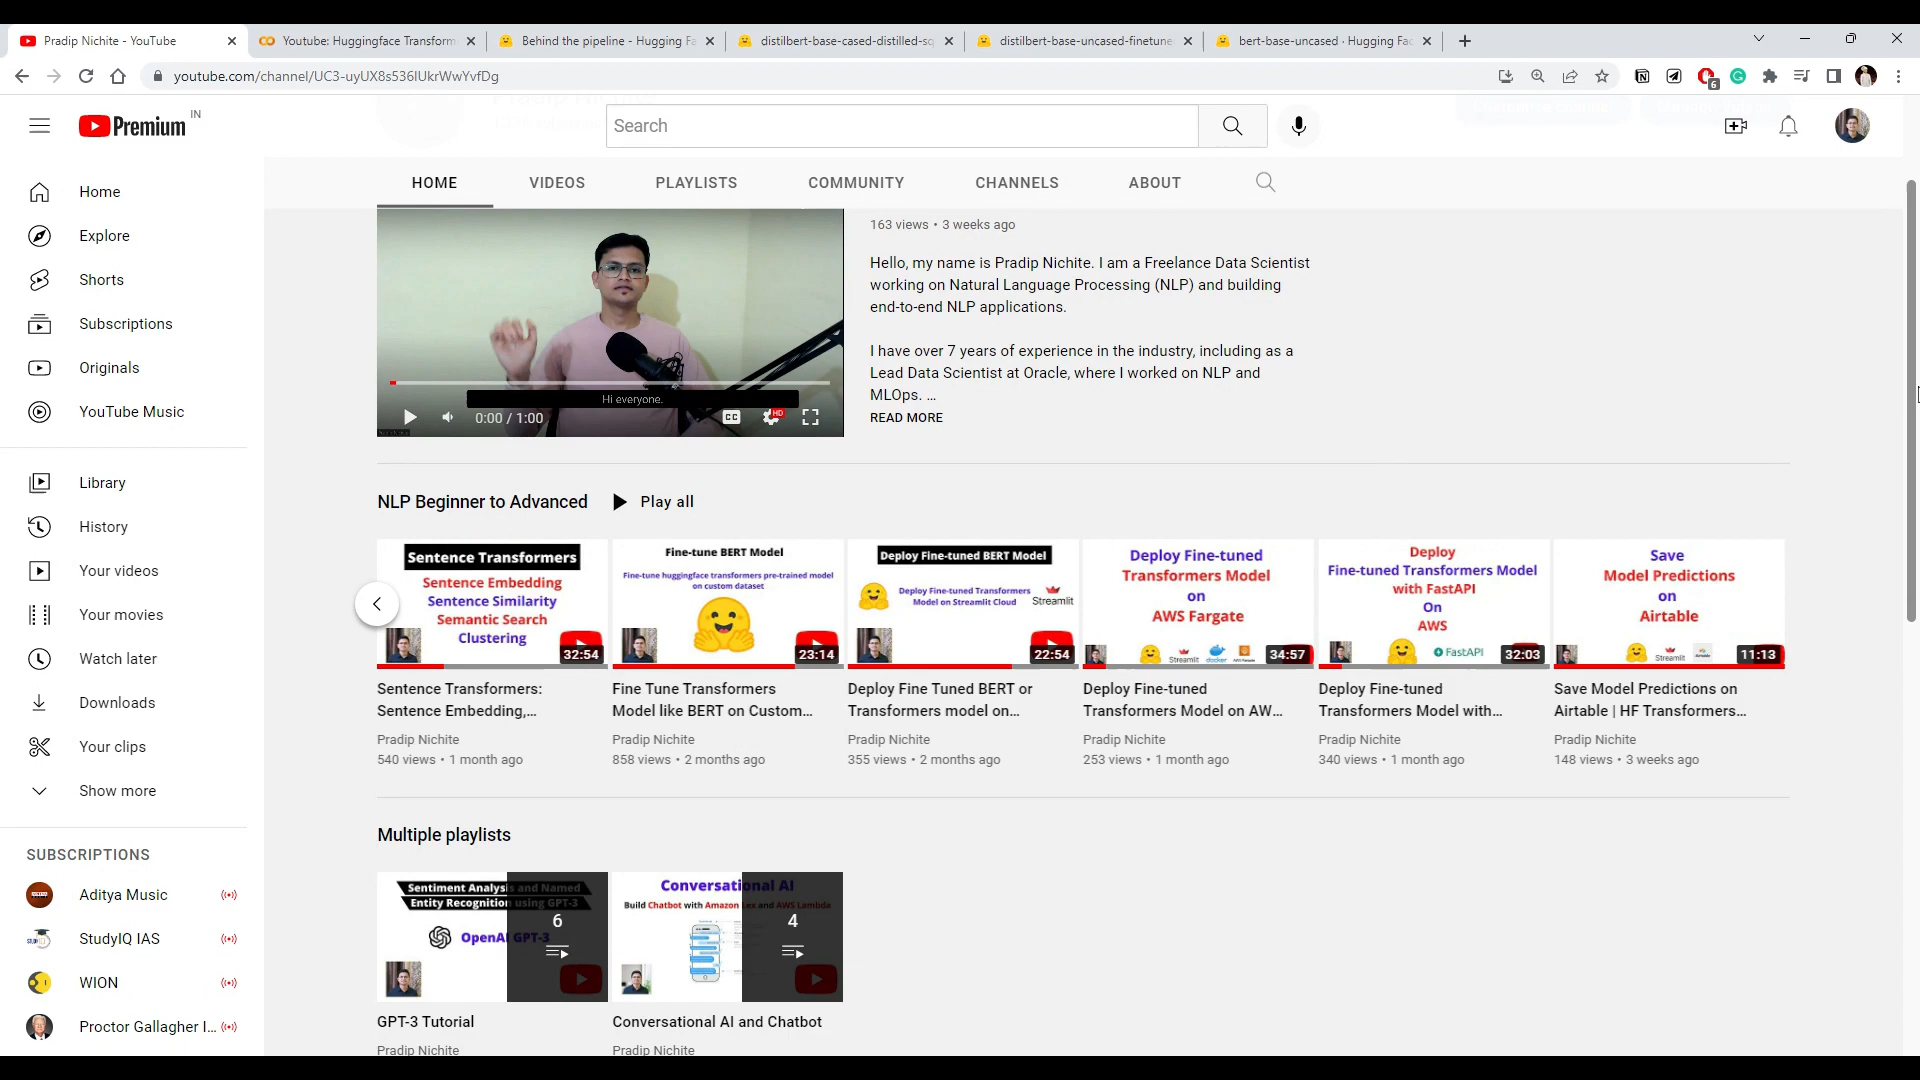 Pradip Nichite - YouTube
Youtube: Huggingface Transform
Behind the pipeline - Hugging Fa
distilbert-base-cased-distilled-sq
distilbert-base-uncased-finetune
bert-base-uncased · Hugging Fac
youtube.com/channel/UC3-uyUX8s536IUkrWwYvfDg
6
Premium IN
Search
HOME VIDEOS PLAYLISTS COMMUNITY CHANNELS ABOUT
Home
Explore
Shorts
Subscriptions
Originals
YouTube Music
Library
History
Your videos
Your movies
Watch later
Downloads
Your clips
Show more
SUBSCRIPTIONS
Aditya Music
StudyIQ IAS
WION
Proctor Gallagher I...
Hi everyone.
0:00 / 1:00
CC
HD
163 views • 3 weeks ago
Hello, my name is Pradip Nichite. I am a Freelance Data Scientist
working on Natural Language Processing (NLP) and building
end-to-end NLP applications.
I have over 7 years of experience in the industry, including as a
Lead Data Scientist at Oracle, where I worked on NLP and
MLOps. ...
READ MORE
NLP Beginner to Advanced Play all
Sentence Transformers
Sentence Embedding
Sentence Similarity
Semantic Search
Clustering
32:54
Sentence Transformers:
Sentence Embedding,...
Pradip Nichite
540 views • 1 month ago
Fine-tune BERT Model
Fine-tune huggingface transformers pre-trained model
on custom dataset
23:14
Fine Tune Transformers
Model like BERT on Custom...
Pradip Nichite
858 views • 2 months ago
Deploy Fine-tuned BERT Model
Deploy Fine-tuned Transformers
Model on Streamlit Cloud
Streamlit
22:54
Deploy Fine Tuned BERT or
Transformers model on...
Pradip Nichite
355 views • 2 months ago
Deploy Fine-tuned
Transformers Model
on
AWS Fargate
Streamlit
docker
34:57
Deploy Fine-tuned
Transformers Model on AW...
Pradip Nichite
253 views • 1 month ago
Deploy
Fine-tuned Transformers Model
with FastAPI
On
AWS
FastAPI
32:03
Deploy Fine-tuned
Transformers Model with...
Pradip Nichite
340 views • 1 month ago
Save
Model Predictions
on
Airtable
Streamlit
11:13
Save Model Predictions on
Airtable | HF Transformers...
Pradip Nichite
148 views • 3 weeks ago
Multiple playlists
Sentiment Analysis and Named
Entity Recognition using GPT-3
OpenAI GPT-3
6
GPT-3 Tutorial
Pradip Nichite
Conversational AI
Build Chatbot with Amazon Lex and AWS Lambda
4
Conversational AI and Chatbot
Pradip Nichite